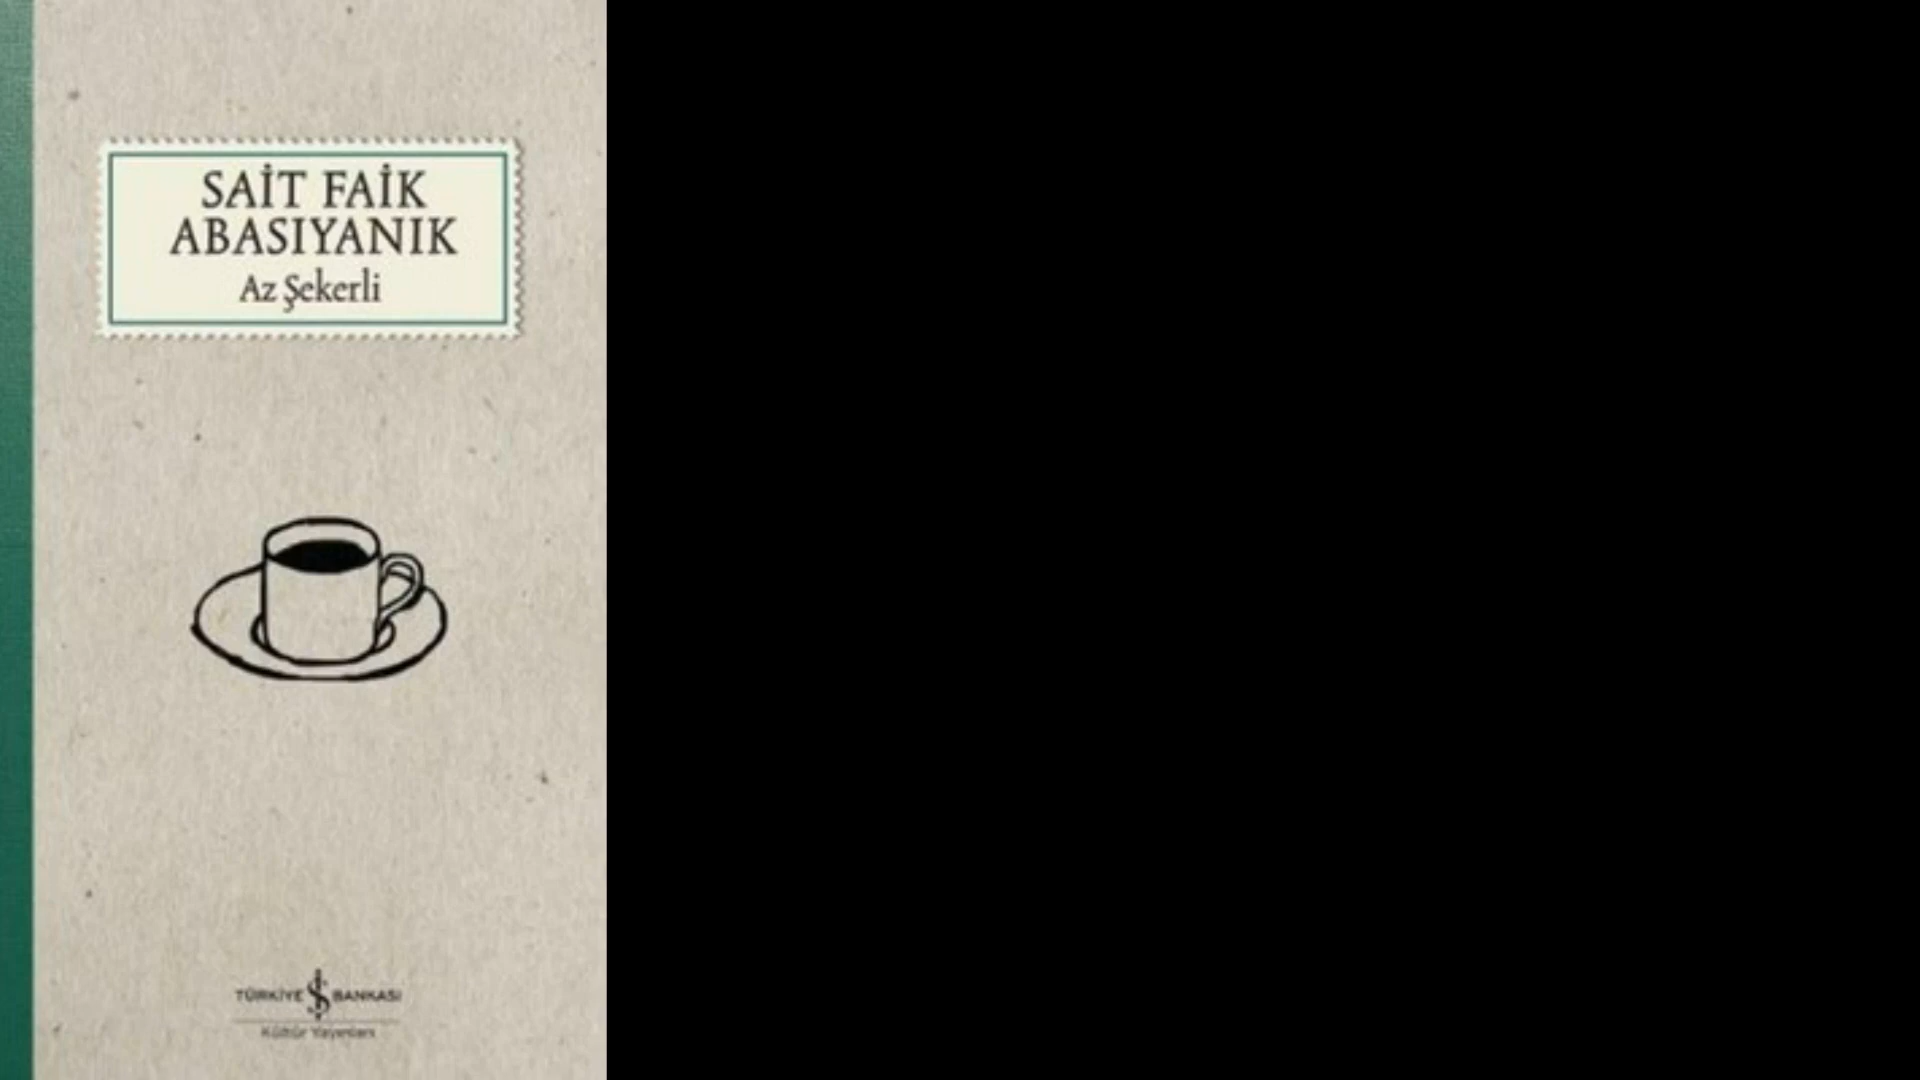 SAİT FAİK
ABASIYANIK
Az Şekerli
TÜRKİYE İŞ BANKASI
Kültür Yayınları